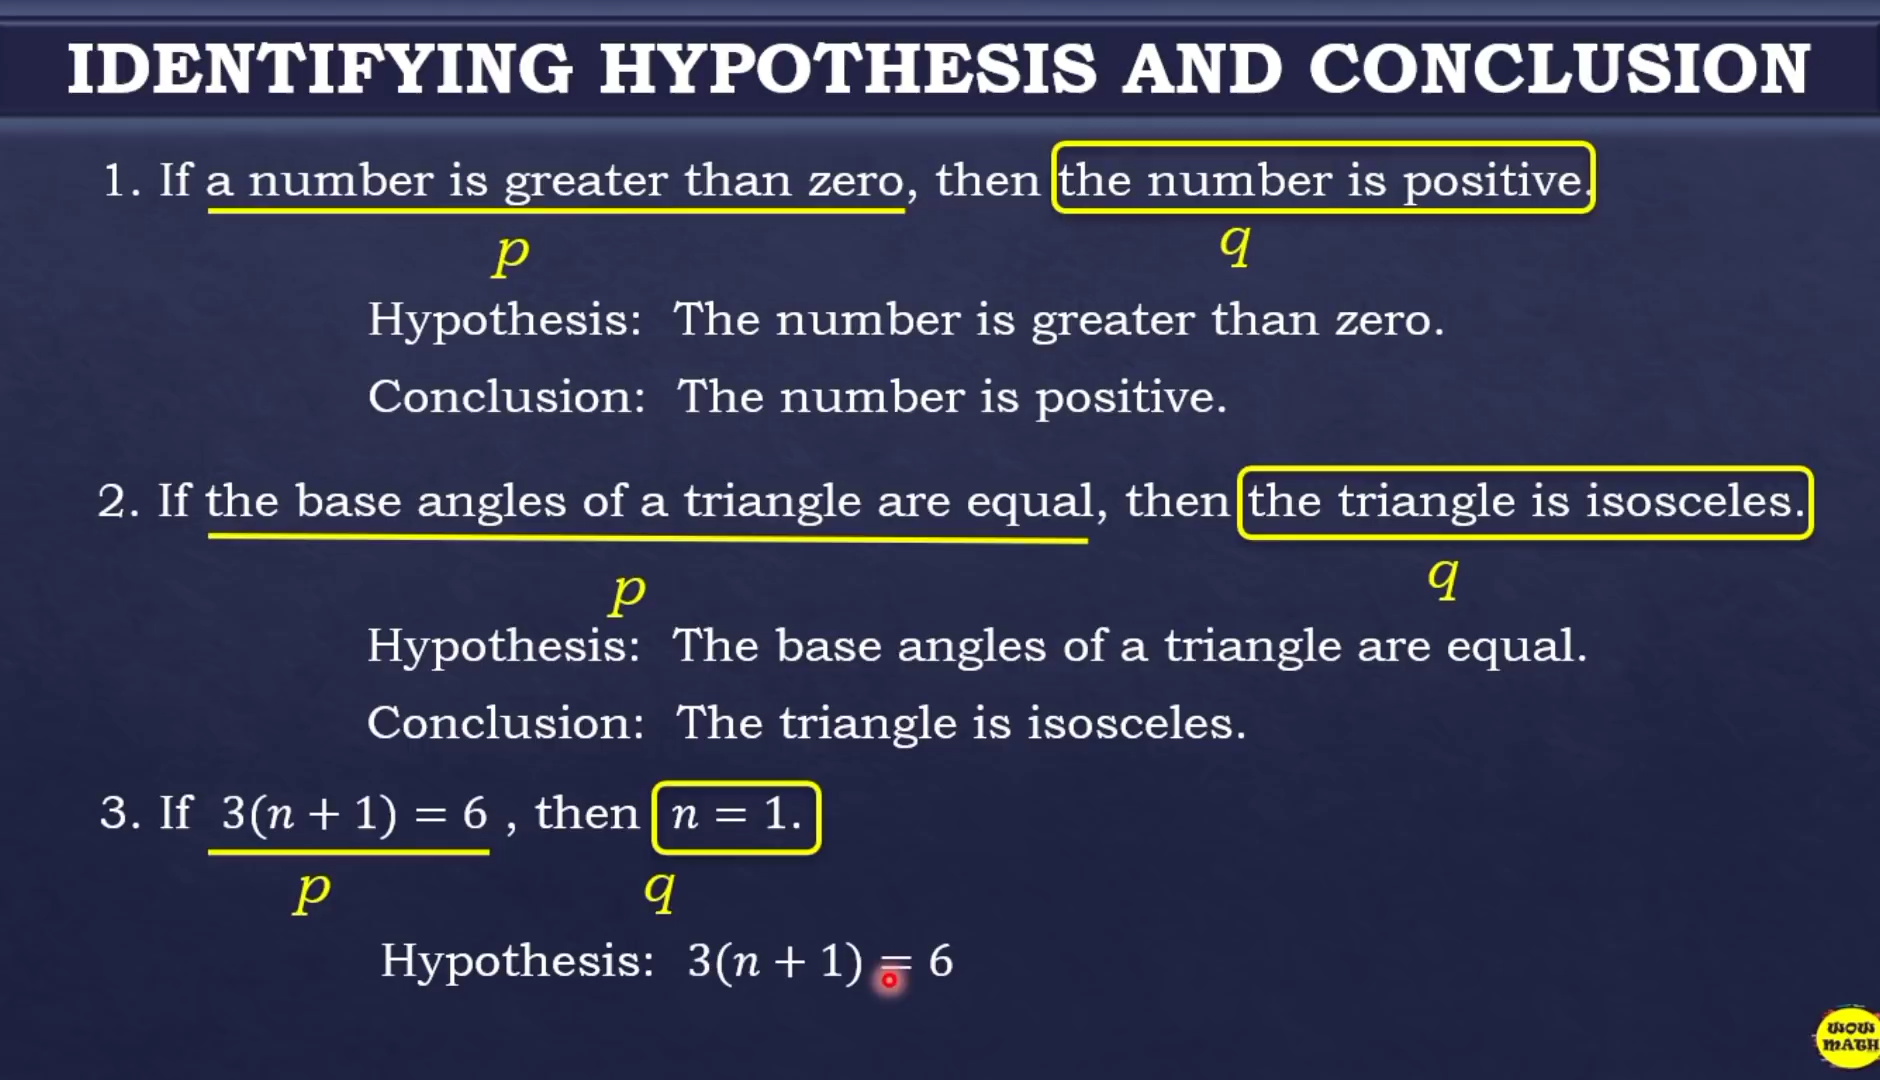 IDENTIFYING HYPOTHESIS AND CONCLUSION
1. If a number is greater than zero, then the number is positive.
p q
Hypothesis: The number is greater than zero.
Conclusion: The number is positive.
2. If the base angles of a triangle are equal, then the triangle is isosceles.
p q
Hypothesis: The base angles of a triangle are equal.
Conclusion: The triangle is isosceles.
3. If 3(n + 1) = 6 , then n = 1.
p q
Hypothesis: 3(n + 1) = 6
WOW
MATH